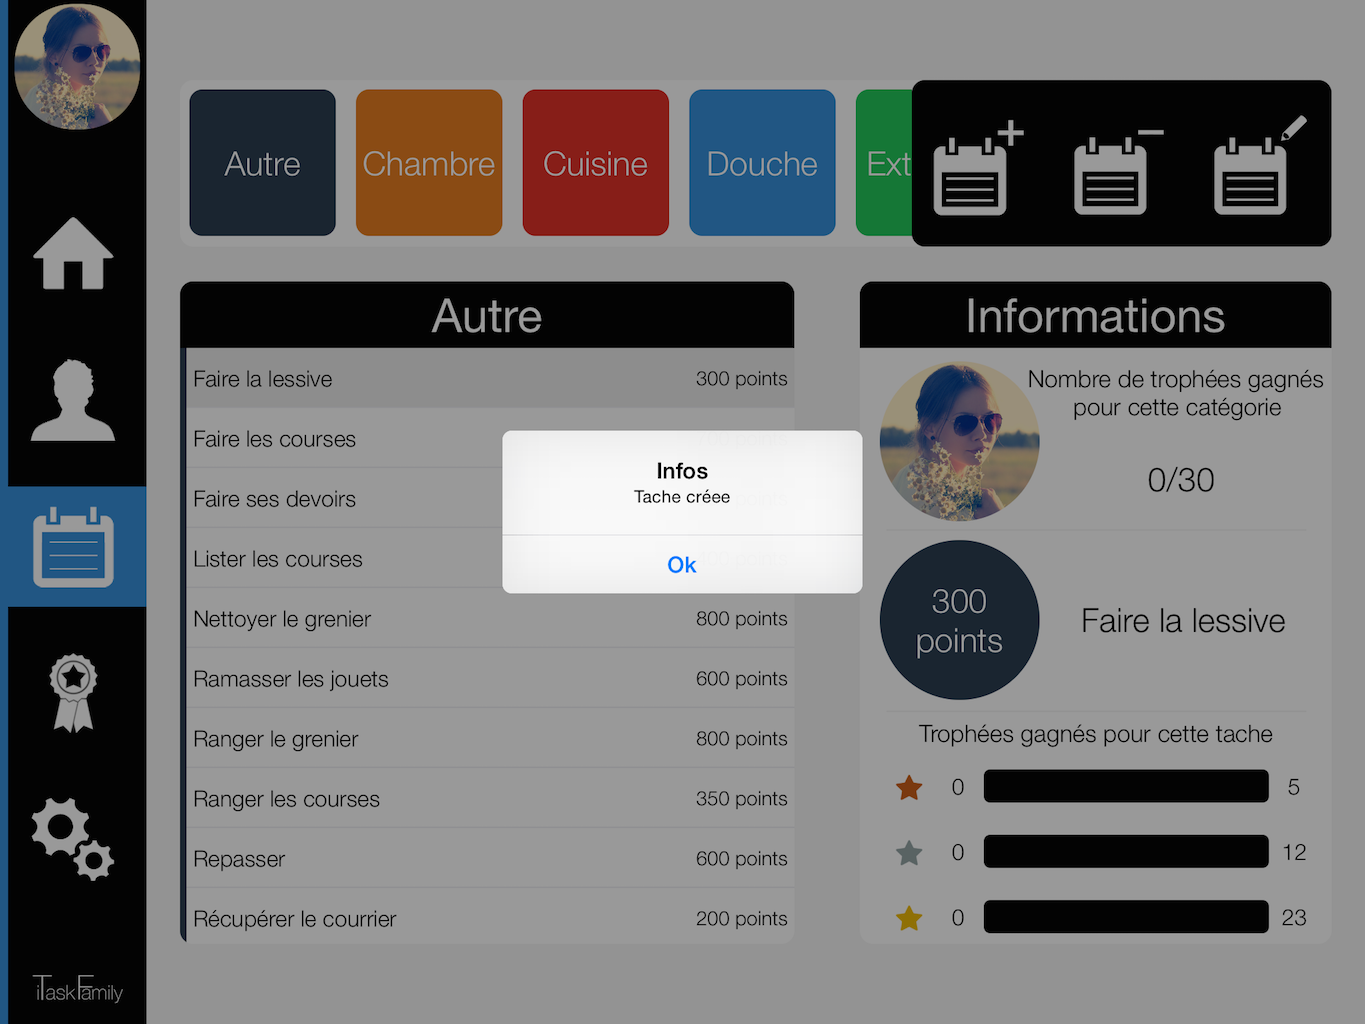 Autre
Chambre
Cuisine
Douche
Ext
Autre
Faire la lessive 300 points
Faire les courses
Faire ses devoirs
Lister les courses
Nettoyer le grenier 800 points
Ramasser les jouets 600 points
Ranger le grenier 800 points
Ranger les courses 350 points
Repasser 600 points
Récupérer le courrier 200 points
Infos
Tache créee
Ok
Informations
Nombre de trophées gagnés
pour cette catégorie
0/30
300
points
Faire la lessive
Trophées gagnés pour cette tache
0 5
0 12
0 23
iTaskFamily